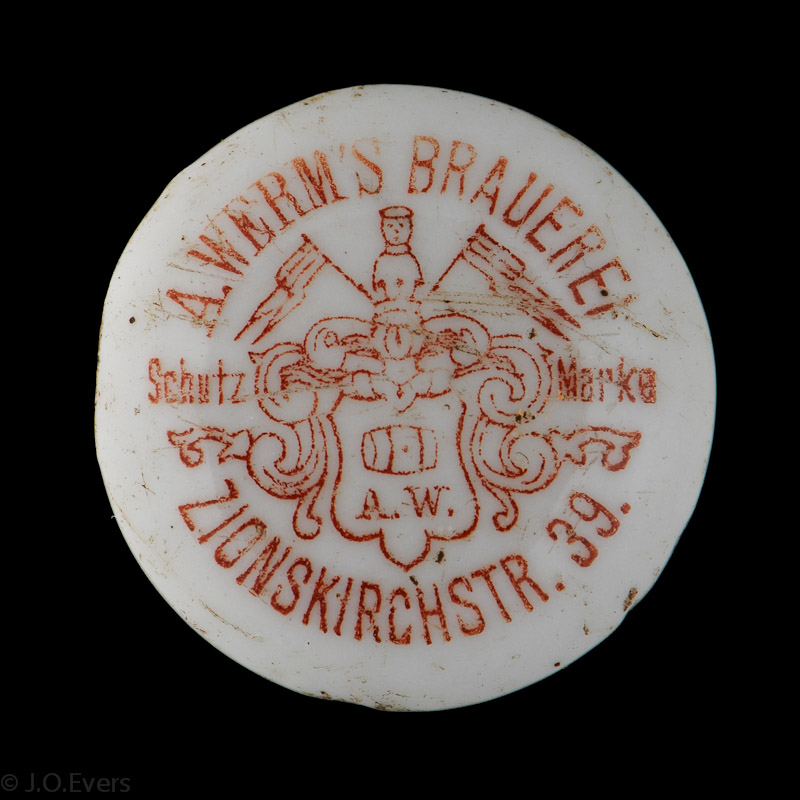 A. WERM'S BRAUEREI
Schutz Marke
A. W.
ZIONSKIRCHSTR. 39.
© J.O.Evers